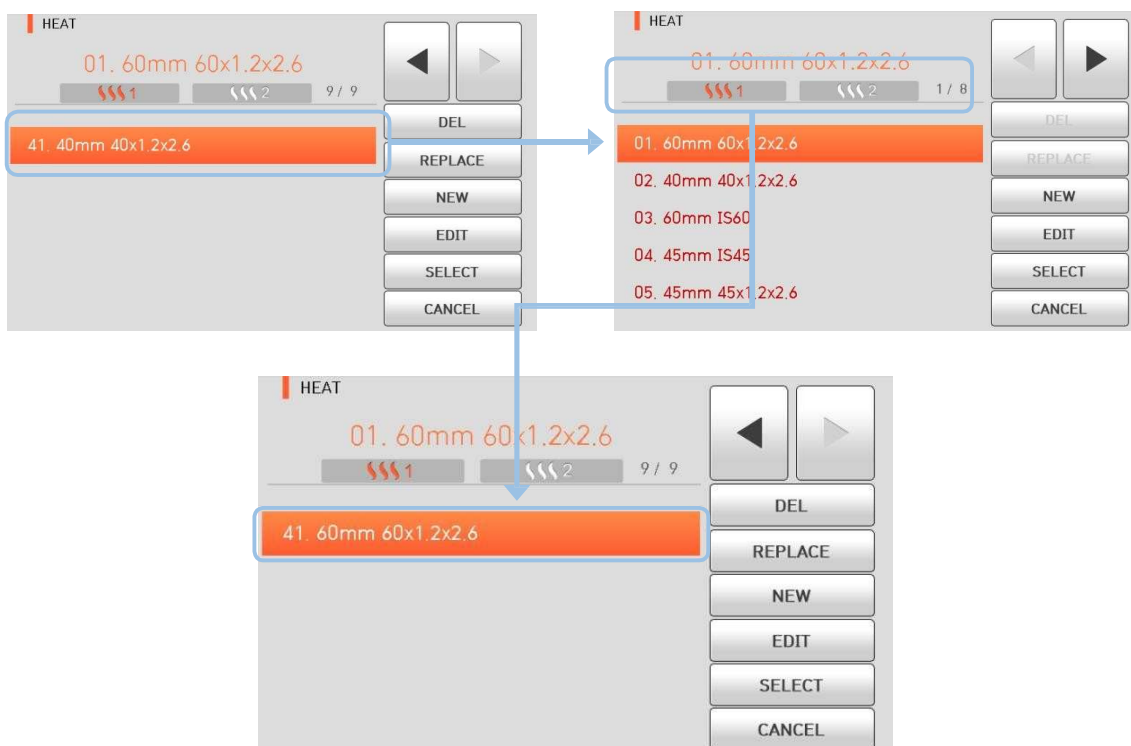 HEAT
01. 60mm 60x1.2x2.6
1
2
9 / 9
41. 40mm 40x1.2x2.6
DEL
REPLACE
NEW
EDIT
SELECT
CANCEL
HEAT
01. 60mm 60x1.2x2.6
1
2
1 / 8
01. 60mm 60x1.2x2.6
02. 40mm 40x1.2x2.6
03. 60mm IS60
04. 45mm IS45
05. 45mm 45x1.2x2.6
DEL
REPLACE
NEW
EDIT
SELECT
CANCEL
HEAT
01. 60mm 60x1.2x2.6
1
2
9 / 9
41. 60mm 60x1.2x2.6
DEL
REPLACE
NEW
EDIT
SELECT
CANCEL